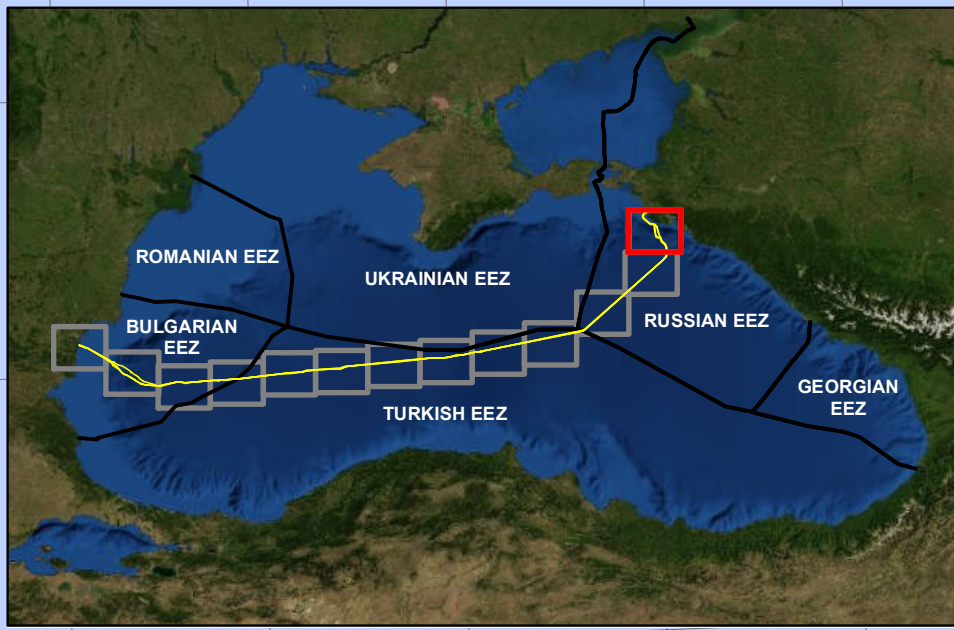 ROMANIAN EEZ
UKRAINIAN EEZ
BULGARIAN
EEZ
RUSSIAN EEZ
TURKISH EEZ
GEORGIAN
EEZ